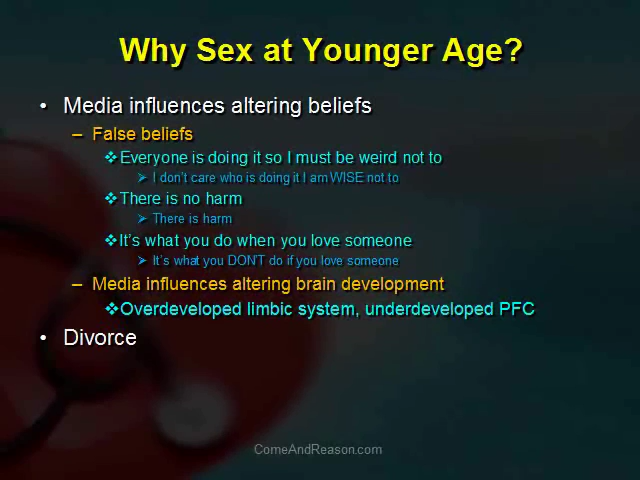 Why Sex at Younger Age?
• Media influences altering beliefs
– False beliefs
❖Everyone is doing it so I must be weird not to
➢ I don't care who is doing it I am WISE not to
❖There is no harm
➢ There is harm
❖It's what you do when you love someone
➢ It's what you DON'T do if you love someone
– Media influences altering brain development
❖Overdeveloped limbic system, underdeveloped PFC
• Divorce
ComeAndReason.com